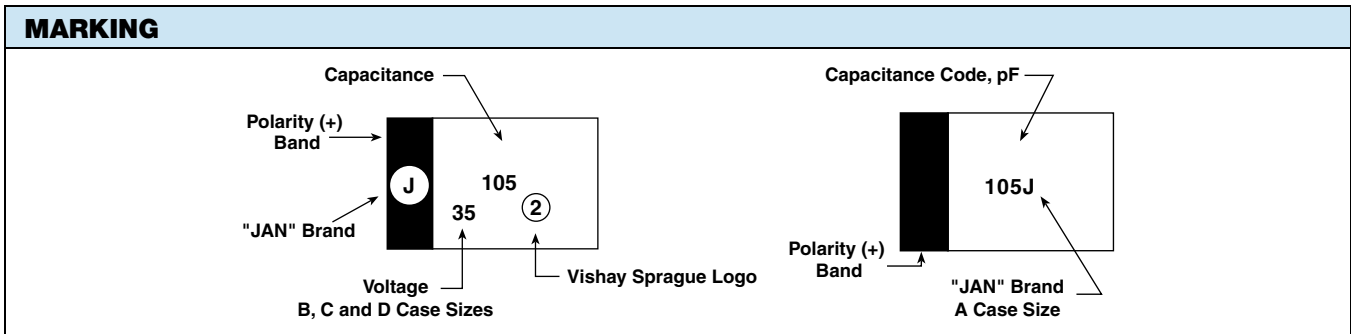 MARKING
Capacitance
Polarity (+)
Band
J
105
35
2
"JAN" Brand
Voltage
B, C and D Case Sizes
Vishay Sprague Logo
Capacitance Code, pF
105J
Polarity (+)
Band
"JAN" Brand
A Case Size